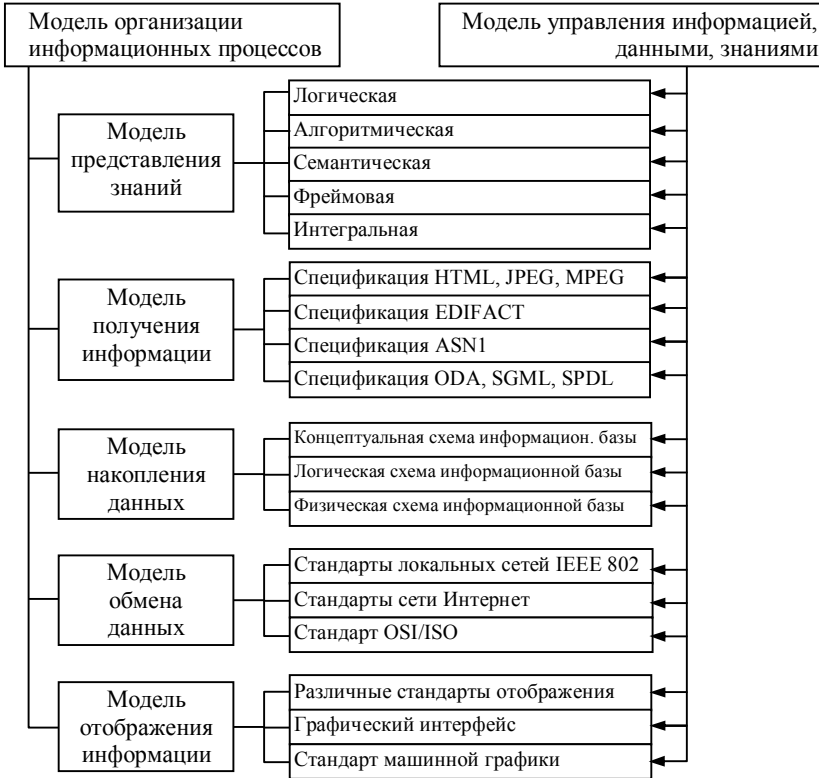 Модель организации
информационных процессов
Модель управления информацией,
данными, знаниями
Модель
представления
знаний
Логическая
Алгоритмическая
Семантическая
Фреймовая
Интегральная
Модель
получения
информации
Спецификация HTML, JPEG, MPEG
Спецификация EDIFACT
Спецификация ASN1
Спецификация ODA, SGML, SPDL
Модель
накопления
данных
Концептуальная схема информацион. базы
Логическая схема информационной базы
Физическая схема информационной базы
Модель
обмена
данных
Стандарты локальных сетей IEEE 802
Стандарты сети Интернет
Стандарт OSI/ISO
Модель
отображения
информации
Различные стандарты отображения
Графический интерфейс
Стандарт машинной графики